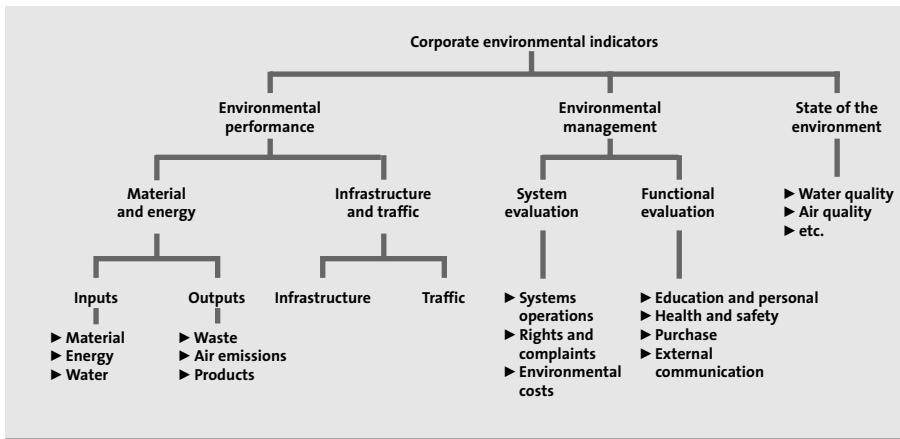 Corporate environmental indicators
Environmental
performance
Environmental
management
State of the
environment
Material
and energy
Infrastructure
and traffic
System
evaluation
Functional
evaluation
► Water quality
► Air quality
► etc.
Inputs
Outputs
Infrastructure
Traffic
► Material
► Energy
► Water
► Waste
► Air emissions
► Products
► Systems
operations
► Rights and
complaints
► Environmental
costs
► Education and personal
► Health and safety
► Purchase
► External
communication